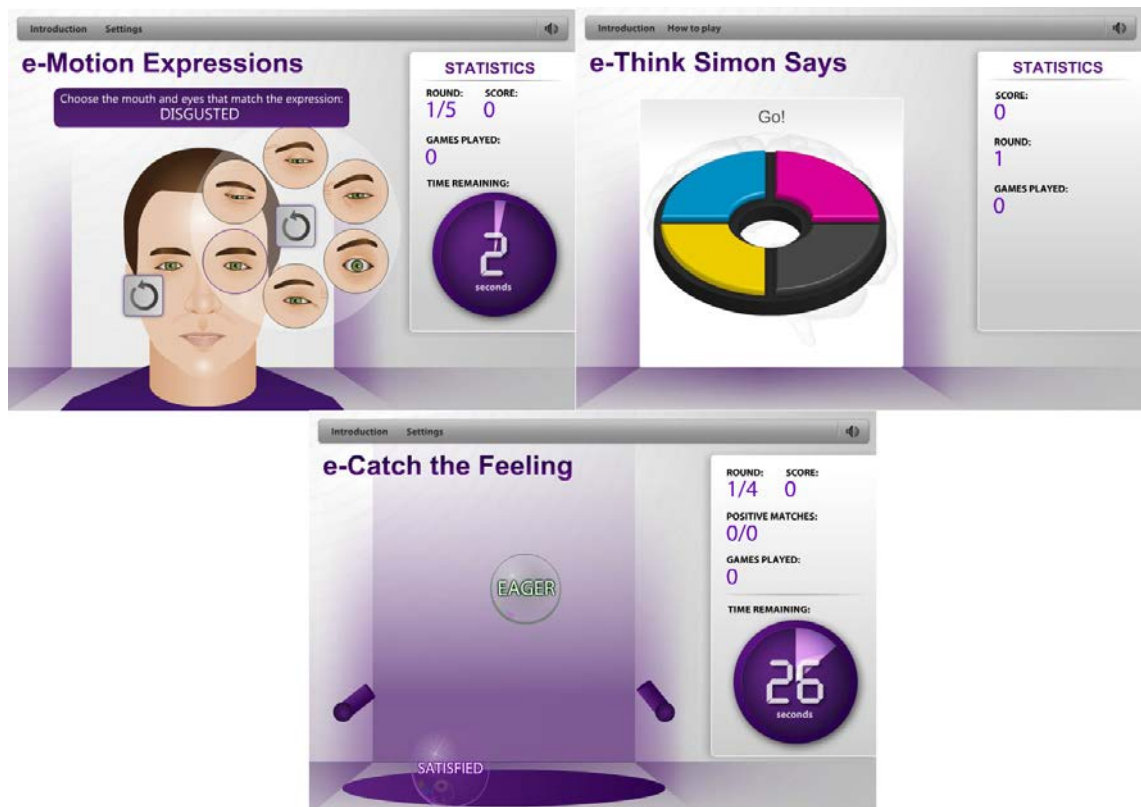 Introduction Settings
e-Motion Expressions
Choose the mouth and eyes that match the expression:
DISGUSTED
STATISTICS
ROUND: SCORE:
1/5 0
GAMES PLAYED:
0
TIME REMAINING:
2
seconds
Introduction How to play
e-Think Simon Says
Go!
STATISTICS
SCORE:
0
ROUND:
1
GAMES PLAYED:
0
Introduction Settings
e-Catch the Feeling
EAGER
SATISFIED
ROUND: SCORE:
1/4 0
POSITIVE MATCHES:
0/0
GAMES PLAYED:
0
TIME REMAINING:
26
seconds